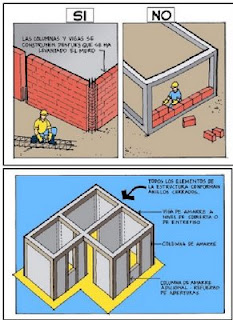 SI
NO
LAS COLUMNAS Y VIGAS SE
CONSTRUYEN DESPUES QUE SE HA
LEVANTADO EL MURO
TODOS LOS ELEMENTOS
DE LA ESTRUCTURA CONFORMAN
ANILLOS CERRADOS.
VIGA DE AMARRE A
NIVEL DE CUBIERTA O
DE ENTREPISO
COLUMNA DE AMARRE
COLUMNA DE AMARRE
ADICIONAL - REFUERZO
DE ABERTURAS